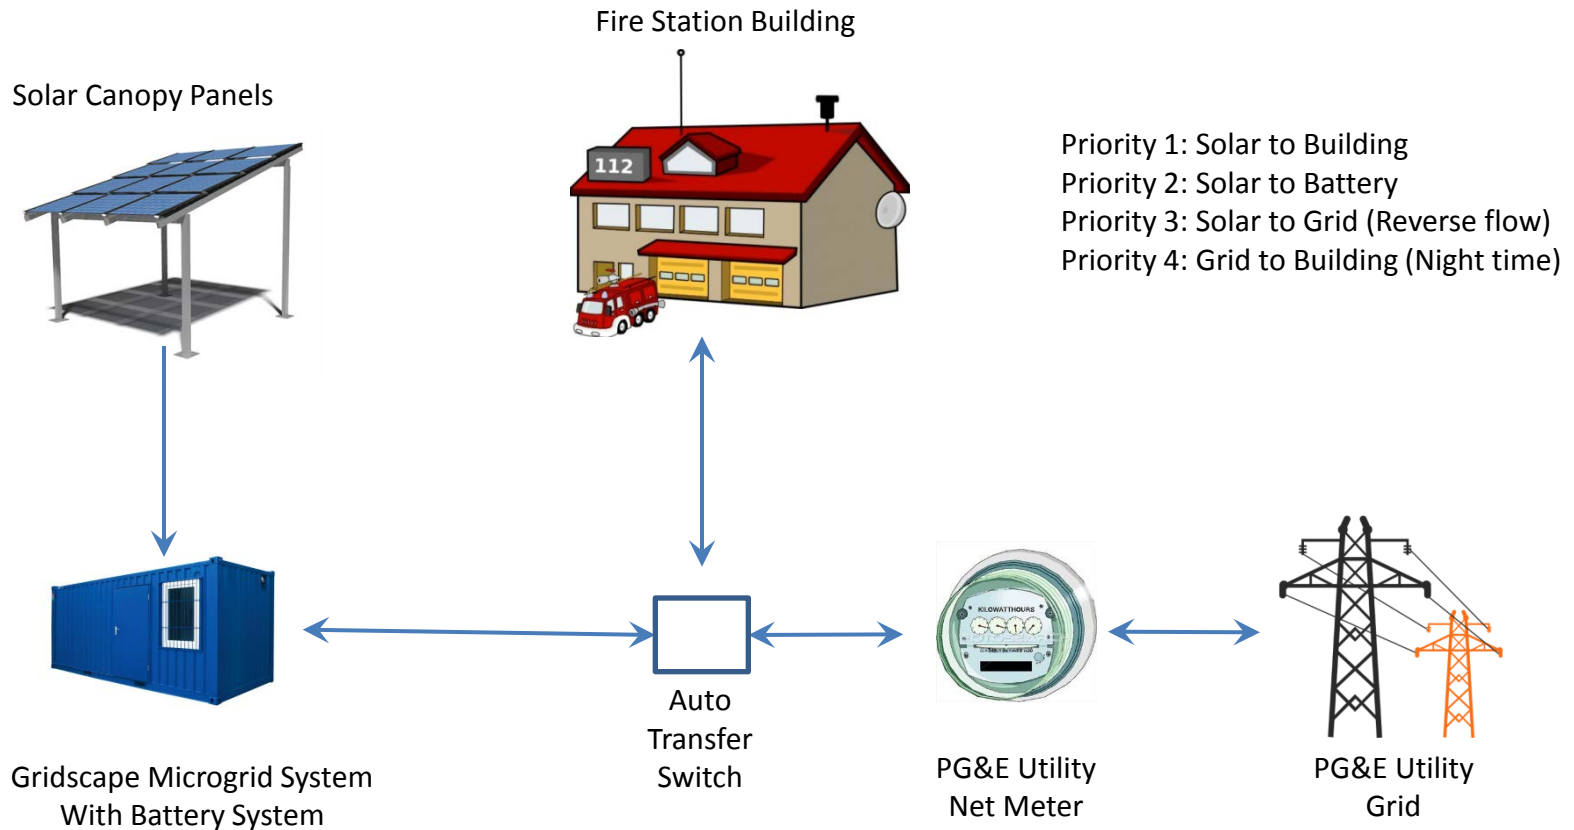 Fire Station Building
Solar Canopy Panels
112
Priority 1: Solar to Building
Priority 2: Solar to Battery
Priority 3: Solar to Grid (Reverse flow)
Priority 4: Grid to Building (Night time)
KILOWATTHOURS
Auto
Transfer
Switch
Gridscape Microgrid System
With Battery System
PG&E Utility
Net Meter
PG&E Utility
Grid